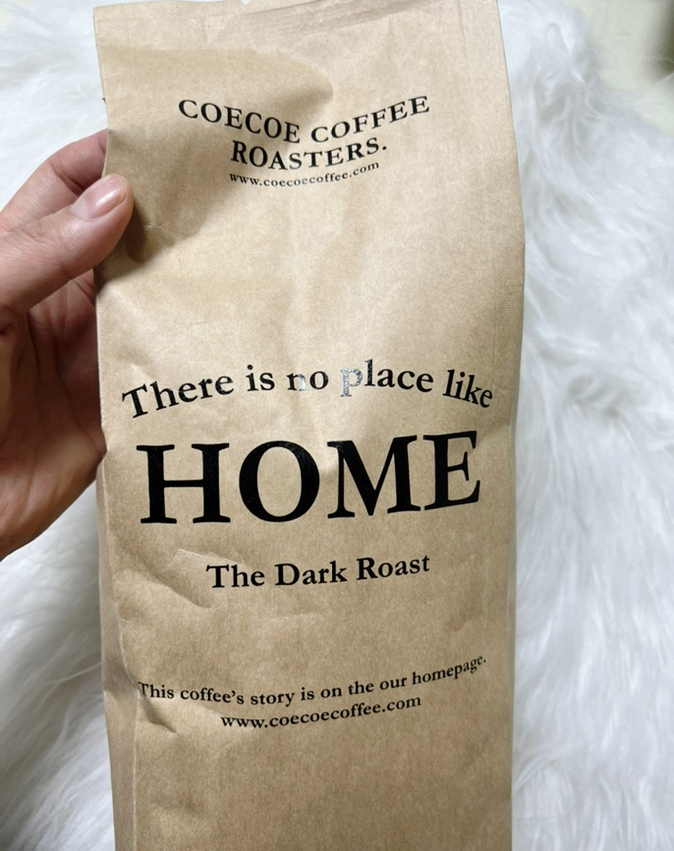 COECOE COFFEE
ROASTERS.
www.coecoecoffee.com
There is no place like
HOME
The Dark Roast
This coffee's story is on the our homepage.
www.coecoecoffee.com